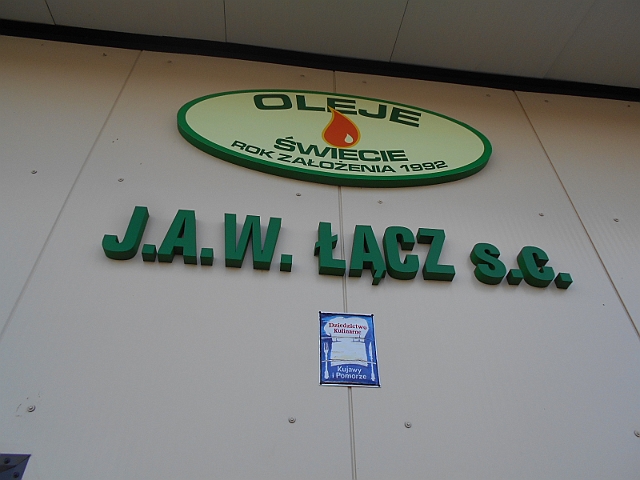 OLEJE
ŚWIECIE
ROK ZAŁOŻENIA 1992
J.A.W. ŁĄCZ s.c.
Dziedzictwo
Kulinarne
Kujawy
i Pomorze